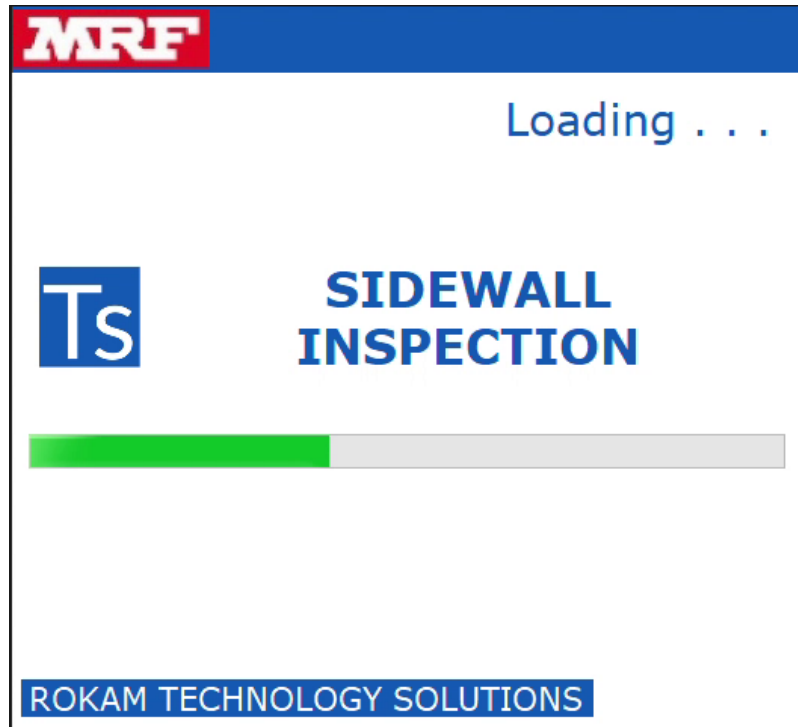 MRF
Loading . . .
Ts
SIDEWALL
INSPECTION
ROKAM TECHNOLOGY SOLUTIONS